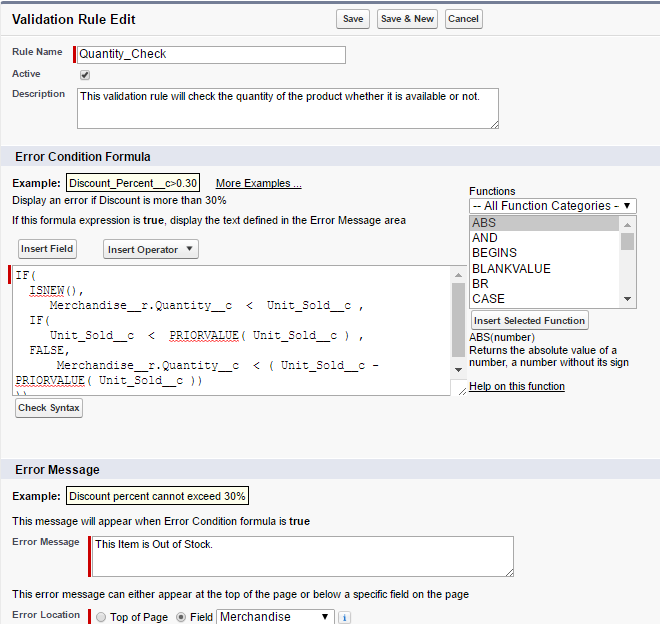 Validation Rule Edit
Save
Save & New
Cancel
Rule Name
Quantity_Check
Active
Description
This validation rule will check the quantity of the product whether it is available or not.
Error Condition Formula
Example:
Discount_Percent__c>0.30
More Examples ...
Display an error if Discount is more than 30%
If this formula expression is true, display the text defined in the Error Message area
Insert Field
Insert Operator
IF(
ISNEW(),
Merchandise__r.Quantity__c < Unit_Sold__c ,
IF(
Unit_Sold__c < PRIORVALUE( Unit_Sold__c ) ,
FALSE,
Merchandise__r.Quantity__c < ( Unit_Sold__c -
PRIORVALUE( Unit_Sold__c ))
))
Check Syntax
Functions
-- All Function Categories -
ABS
AND
BEGINS
BLANKVALUE
BR
CASE
Insert Selected Function
ABS(number)
Returns the absolute value of a
number, a number without its sign
Help on this function
Error Message
Example:
Discount percent cannot exceed 30%
This message will appear when Error Condition formula is true
Error Message
This Item is Out of Stock.
This error message can either appear at the top of the page or below a specific field on the page
Error Location
Top of Page
Field
Merchandise
i